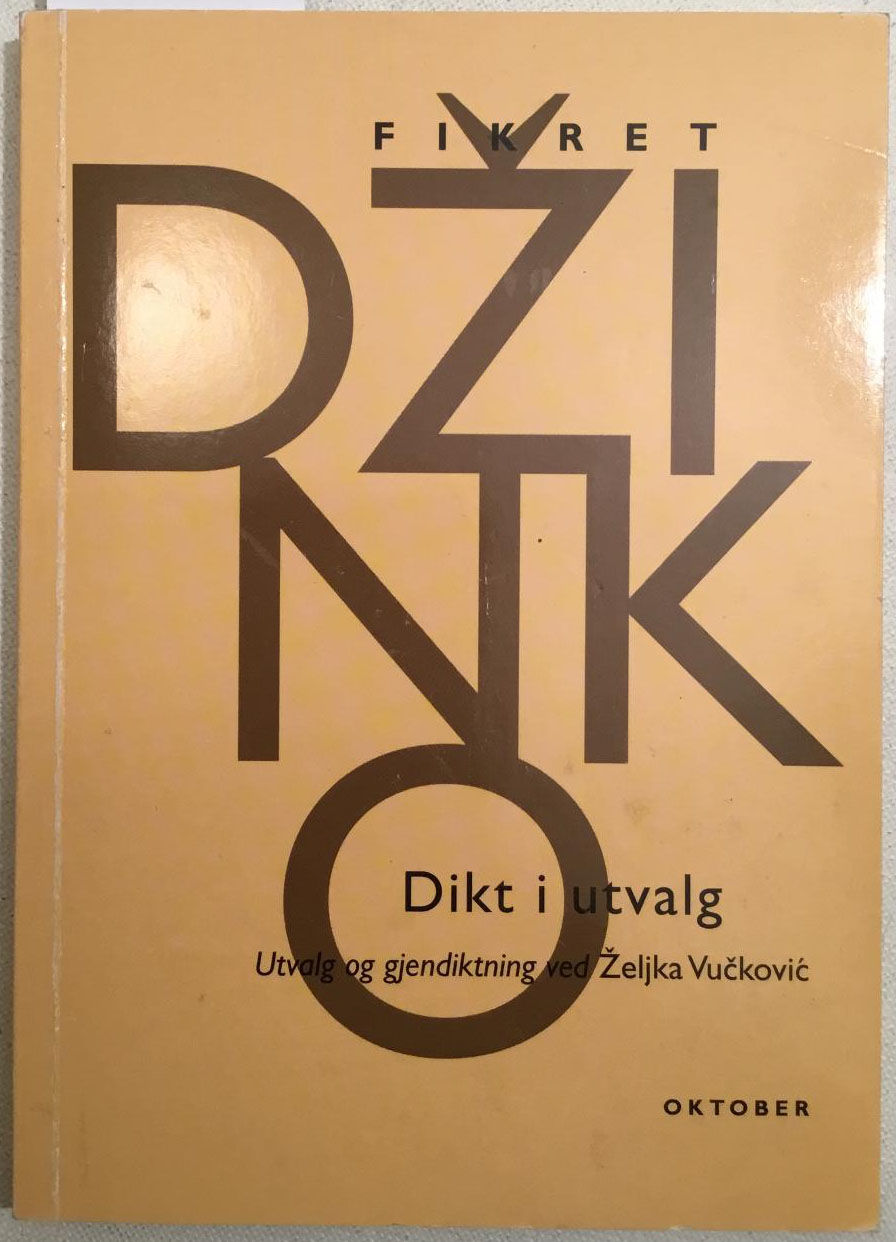 FIKRET
DŽI
NK
O
Dikt i utvalg
Utvalg og gjendiktning ved Željka Vučković
OKTOBER